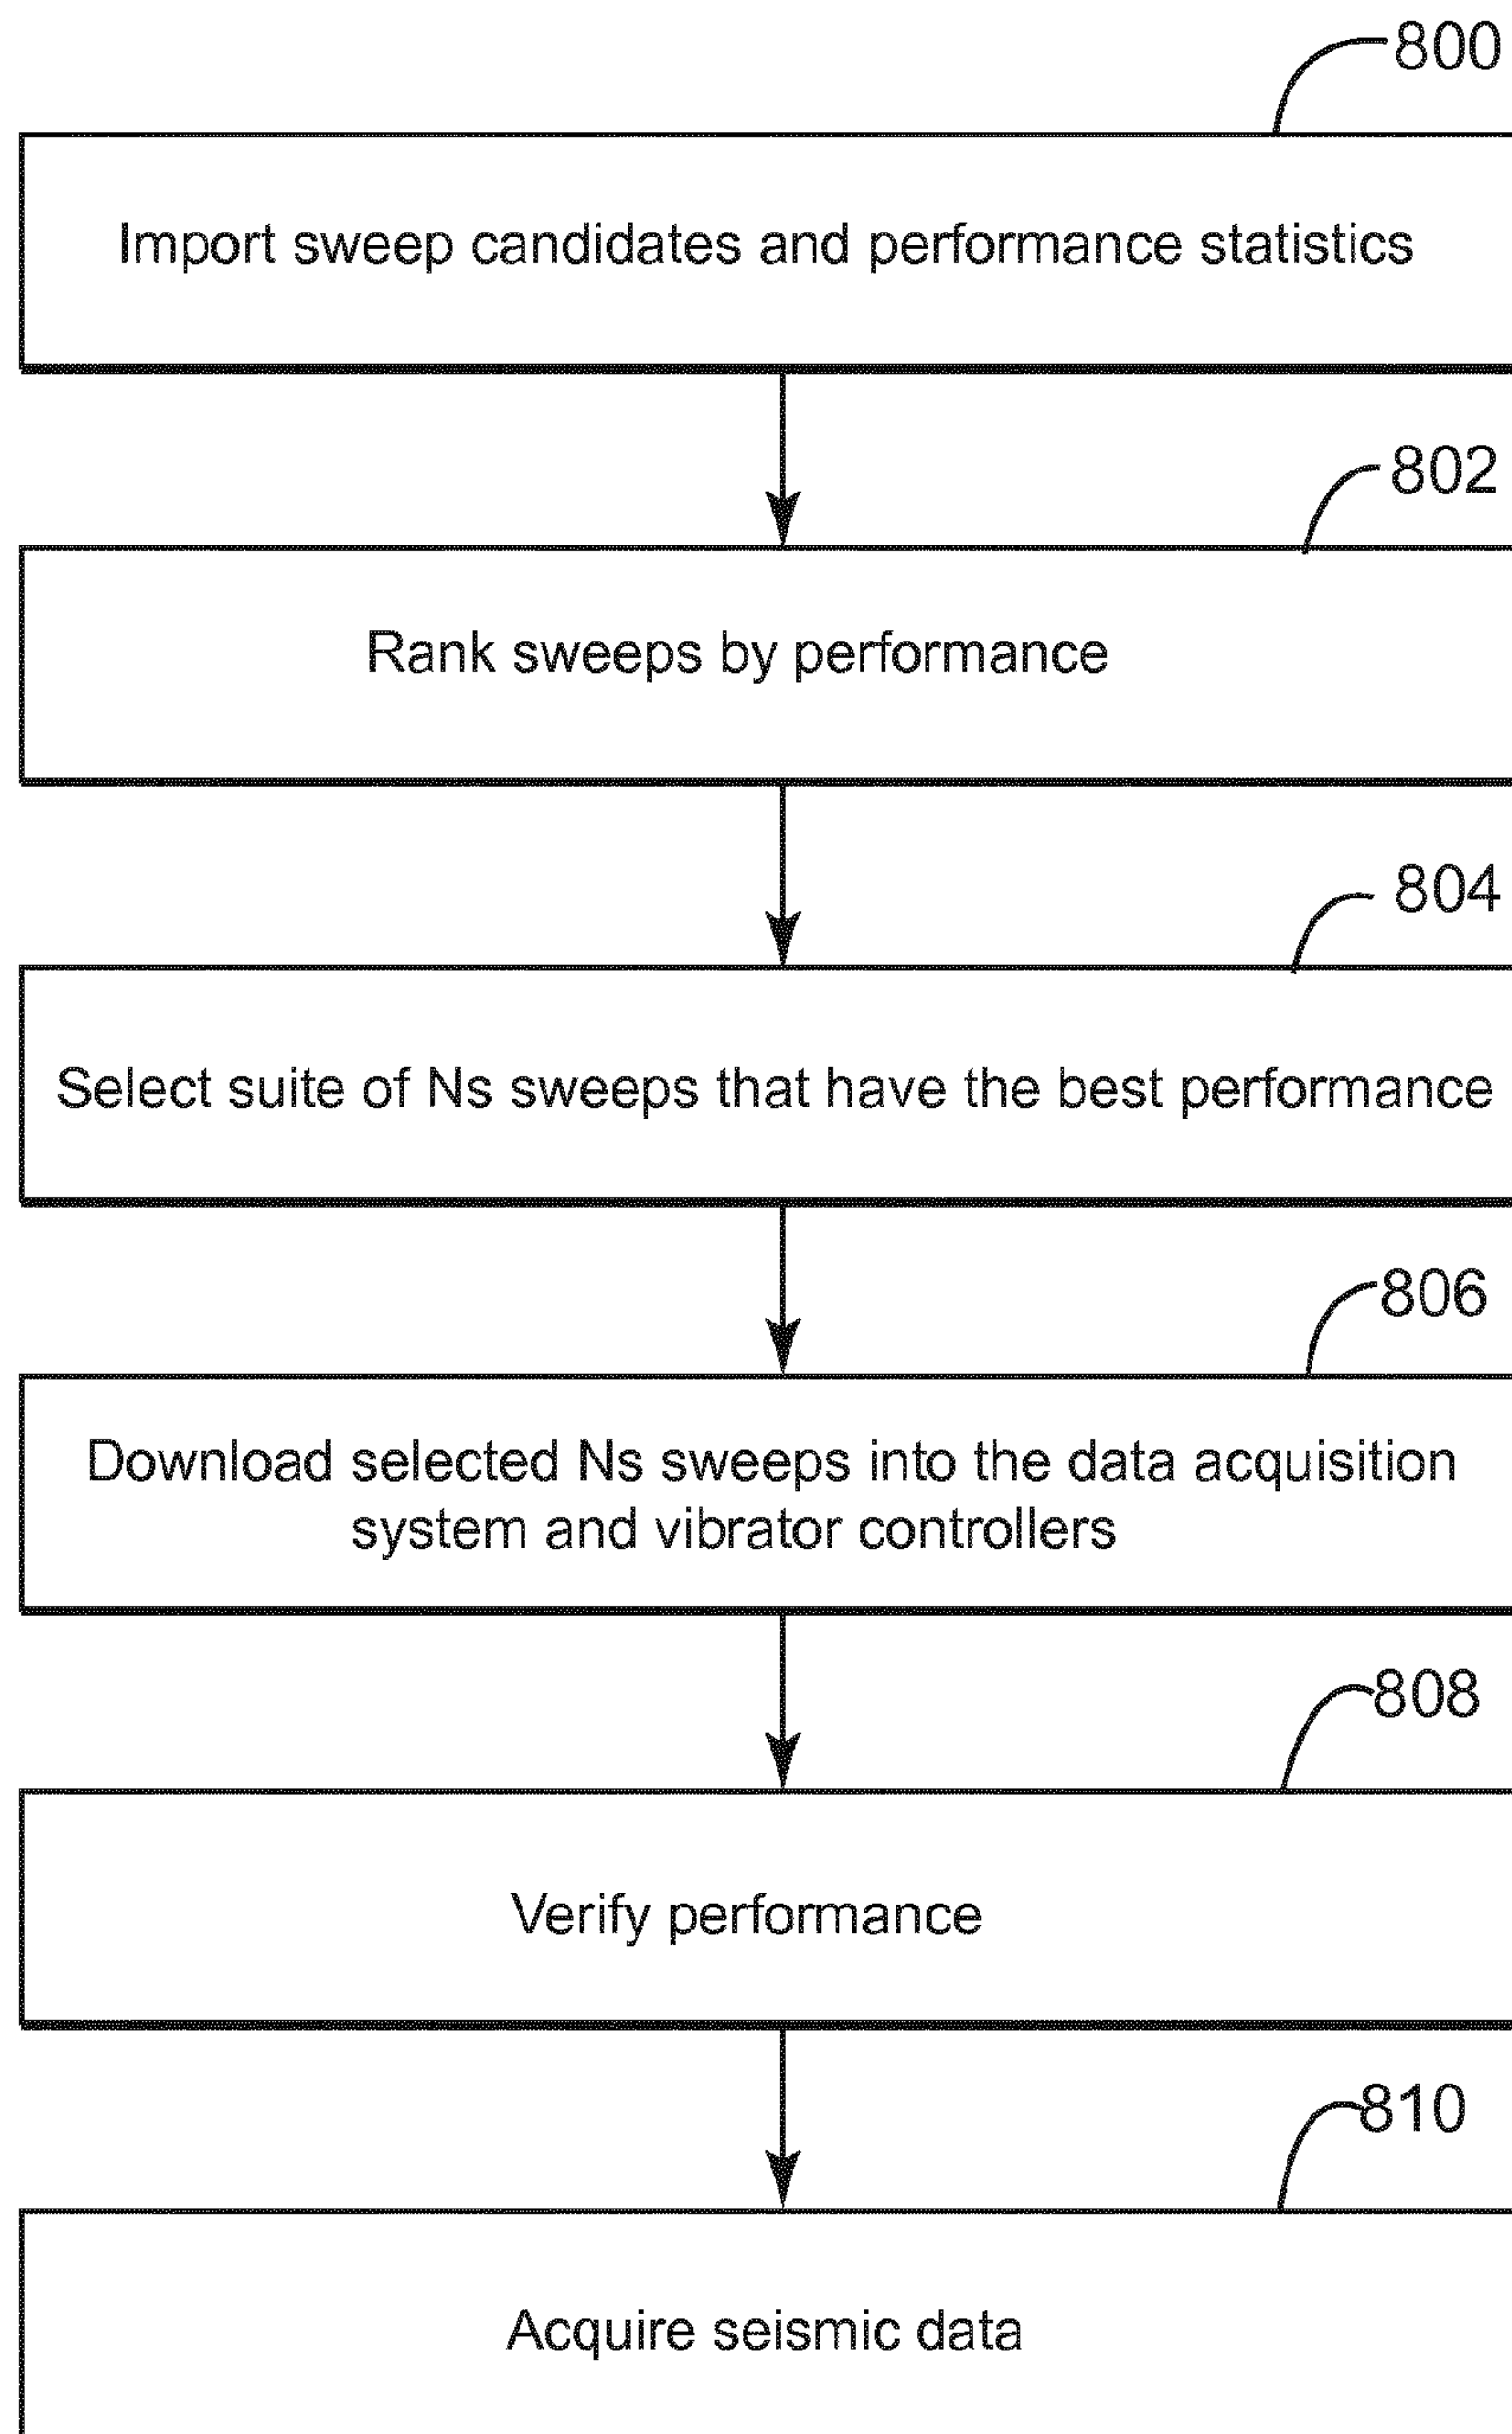 800
Import sweep candidates and performance statistics
802
Rank sweeps by performance
804
Select suite of Ns sweeps that have the best performance
806
Download selected Ns sweeps into the data acquisition
system and vibrator controllers
808
Verify performance
810
Acquire seismic data